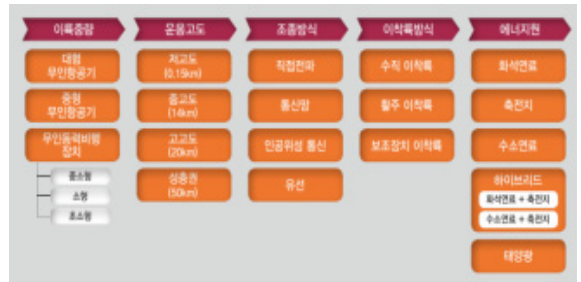 이륙중량
운용고도
조종방식
이착륙방식
에너지원
대형
무인항공기
중형
무인항공기
무인동력비행
장치
중소형
소형
초소형
저고도
(0.15km)
중고도
(14km)
고고도
(20km)
성층권
(50km)
직접전파
통신망
인공위성 통신
유선
수직 이착륙
활주 이착륙
보조장치 이착륙
화석연료
축전지
수소연료
하이브리드
화석연료 + 축전지
수소연료 + 축전지
태양광